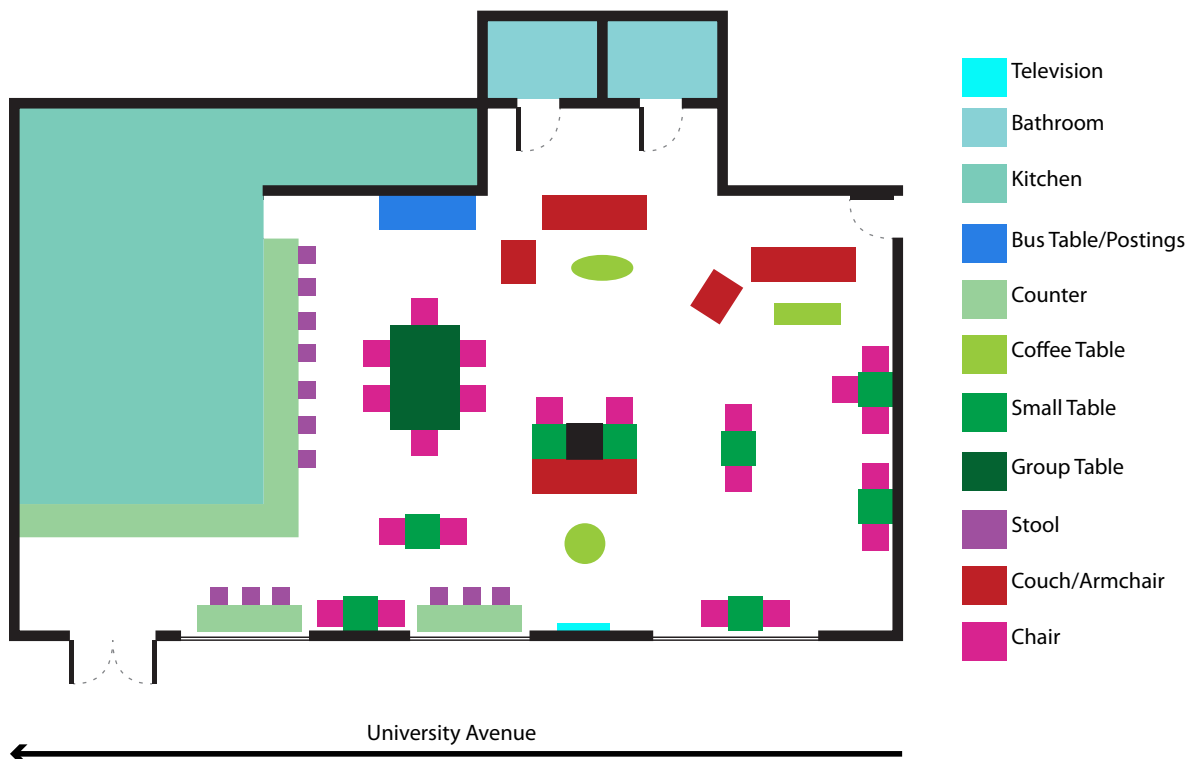 Television
Bathroom
Kitchen
Bus Table/Postings
Counter
Coffee Table
Small Table
Group Table
Stool
Couch/Armchair
Chair
University Avenue